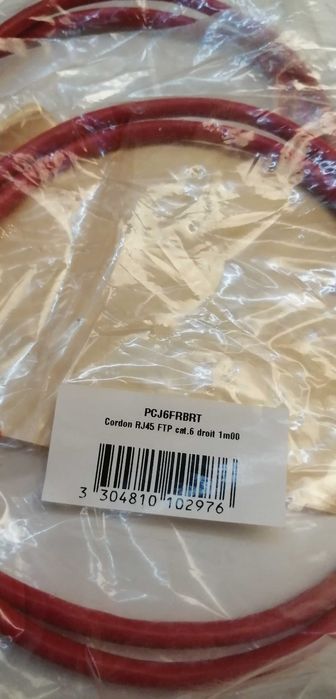 PCJ6FRBRT
Cordon RJ45 FTP cat.6 droit 1m00
3 304810 102976